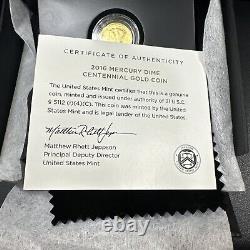 CERTIFICATE OF AUTHENTICITY
2016 MERCURY DIME
CENTENNIAL GOLD COIN
The United States Mint certifies that this is a genuine
coin, minted and issued under authority of 31 U.S.C.
§ 5112 (o)(4)(C). This coin was minted by the United
States Mint and is legal tender of the United States.
Matthew Rhett Jeppson
Principal Deputy Director
United States Mint